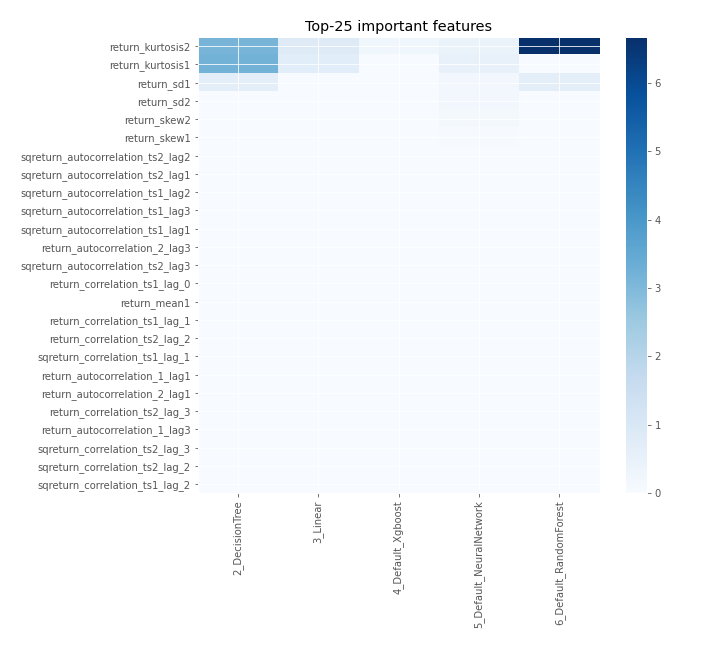 Top-25 important features
return_kurtosis2
return_kurtosis1
return_sd1
return_sd2
return_skew2
return_skew1
sqreturn_autocorrelation_ts2_lag2
sqreturn_autocorrelation_ts2_lag1
sqreturn_autocorrelation_ts1_lag2
sqreturn_autocorrelation_ts1_lag3
sqreturn_autocorrelation_ts1_lag1
return_autocorrelation_2_lag3
sqreturn_autocorrelation_ts2_lag3
return_correlation_ts1_lag_0
return_mean1
return_correlation_ts1_lag_1
return_correlation_ts2_lag_2
sqreturn_correlation_ts1_lag_1
return_autocorrelation_1_lag1
return_autocorrelation_2_lag1
return_correlation_ts2_lag_3
return_autocorrelation_1_lag3
sqreturn_correlation_ts2_lag_3
sqreturn_correlation_ts2_lag_2
sqreturn_correlation_ts1_lag_2
2_DecisionTree
3_Linear
4_Default_Xgboost
5_Default_NeuralNetwork
6_Default_RandomForest
6
5
4
3
2
1
0